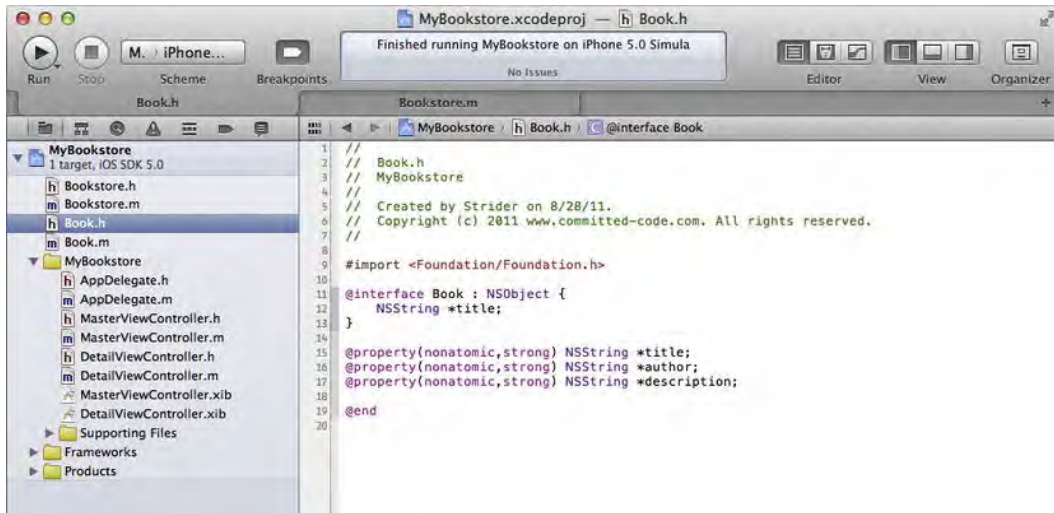 MyBookstore.xcodeproj — Book.h
M. › iPhone...
Finished running MyBookstore on iPhone 5.0 Simula
No Issues
Run Stop Scheme Breakpoints Editor View Organizer
Book.h Bookstore.m +
MyBookstore › h Book.h › C @interface Book
MyBookstore
1 target, iOS SDK 5.0
h Bookstore.h
m Bookstore.m
h Book.h
m Book.m
MyBookstore
h AppDelegate.h
m AppDelegate.m
h MasterViewController.h
m MasterViewController.m
h DetailViewController.h
m DetailViewController.m
MasterViewController.xib
DetailViewController.xib
Supporting Files
Frameworks
Products
1 //
2 // Book.h
3 // MyBookstore
4 //
5 // Created by Strider on 8/28/11.
6 // Copyright (c) 2011 www.committed-code.com. All rights reserved.
7 //
8
9 #import <Foundation/Foundation.h>
10
11 @interface Book : NSObject {
12 NSString *title;
13 }
14
15 @property(nonatomic,strong) NSString *title;
16 @property(nonatomic,strong) NSString *author;
17 @property(nonatomic,strong) NSString *description;
18
19 @end
20